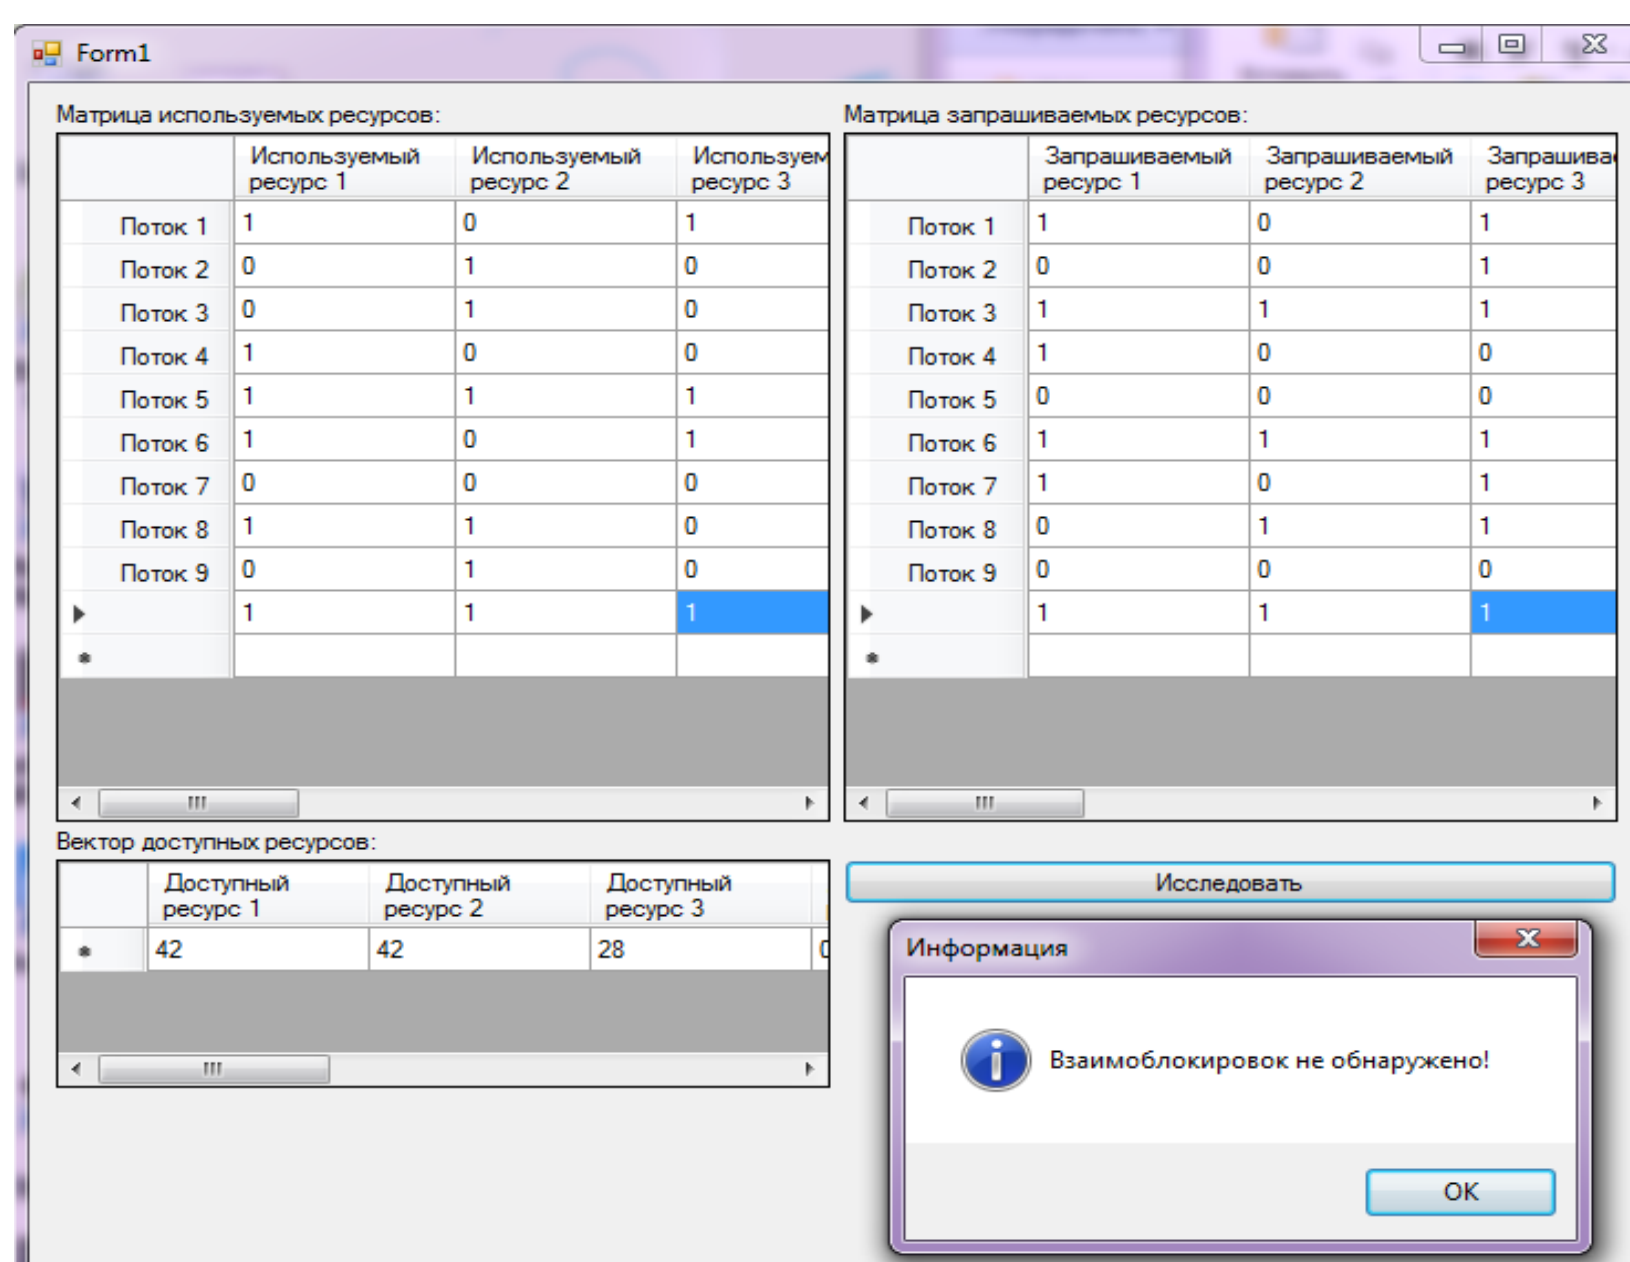 Form1
Матрица используемых ресурсов:
Используемый ресурс 1 Используемый ресурс 2 Используем ресурс 3
Поток 1 1 0 1
Поток 2 0 1 0
Поток 3 0 1 0
Поток 4 1 0 0
Поток 5 1 1 1
Поток 6 1 0 1
Поток 7 0 0 0
Поток 8 1 1 0
Поток 9 0 1 0
1 1 1
Матрица запрашиваемых ресурсов:
Запрашиваемый ресурс 1 Запрашиваемый ресурс 2 Запрашива ресурс 3
Поток 1 1 0 1
Поток 2 0 0 1
Поток 3 1 1 1
Поток 4 1 0 0
Поток 5 0 0 0
Поток 6 1 1 1
Поток 7 1 0 1
Поток 8 0 1 1
Поток 9 0 0 0
1 1 1
Вектор доступных ресурсов:
Доступный ресурс 1 Доступный ресурс 2 Доступный ресурс 3
42 42 28 0
Исследовать
Информация
Взаимоблокировок не обнаружено!
OK